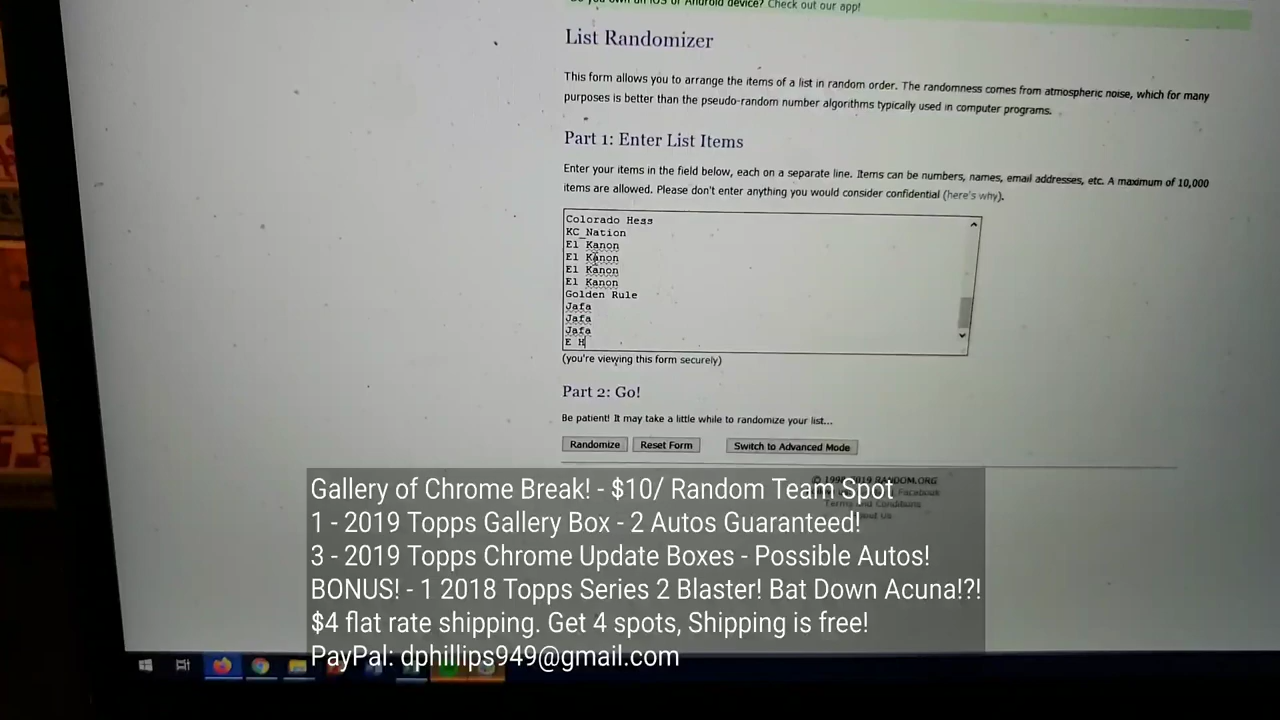 Do you own an iOS or Android device? Check out our app!
List Randomizer
This form allows you to arrange the items of a list in random order. The randomness comes from atmospheric noise, which for many
purposes is better than the pseudo-random number algorithms typically used in computer programs.
Part 1: Enter List Items
Enter your items in the field below, each on a separate line. Items can be numbers, names, email addresses, etc. A maximum of 10,000
items are allowed. Please don't enter anything you would consider confidential (here's why).
Colorado Hess
KC_Nation
El Kanon
El Kanon
El Kanon
El Kanon
Golden Rule
Jafa
Jafa
Jafa
E H
(you're viewing this form securely)
Part 2: Go!
Be patient! It may take a little while to randomize your list...
Randomize Reset Form Switch to Advanced Mode
RANDOM.ORG
Facebook
Terms and Conditions
Gallery of Chrome Break! - $10/ Random Team Spot
1 - 2019 Topps Gallery Box - 2 Autos Guaranteed!
3 - 2019 Topps Chrome Update Boxes - Possible Autos!
BONUS! - 1 2018 Topps Series 2 Blaster! Bat Down Acuna!?!
$4 flat rate shipping. Get 4 spots, Shipping is free!
PayPal: dphillips949@gmail.com